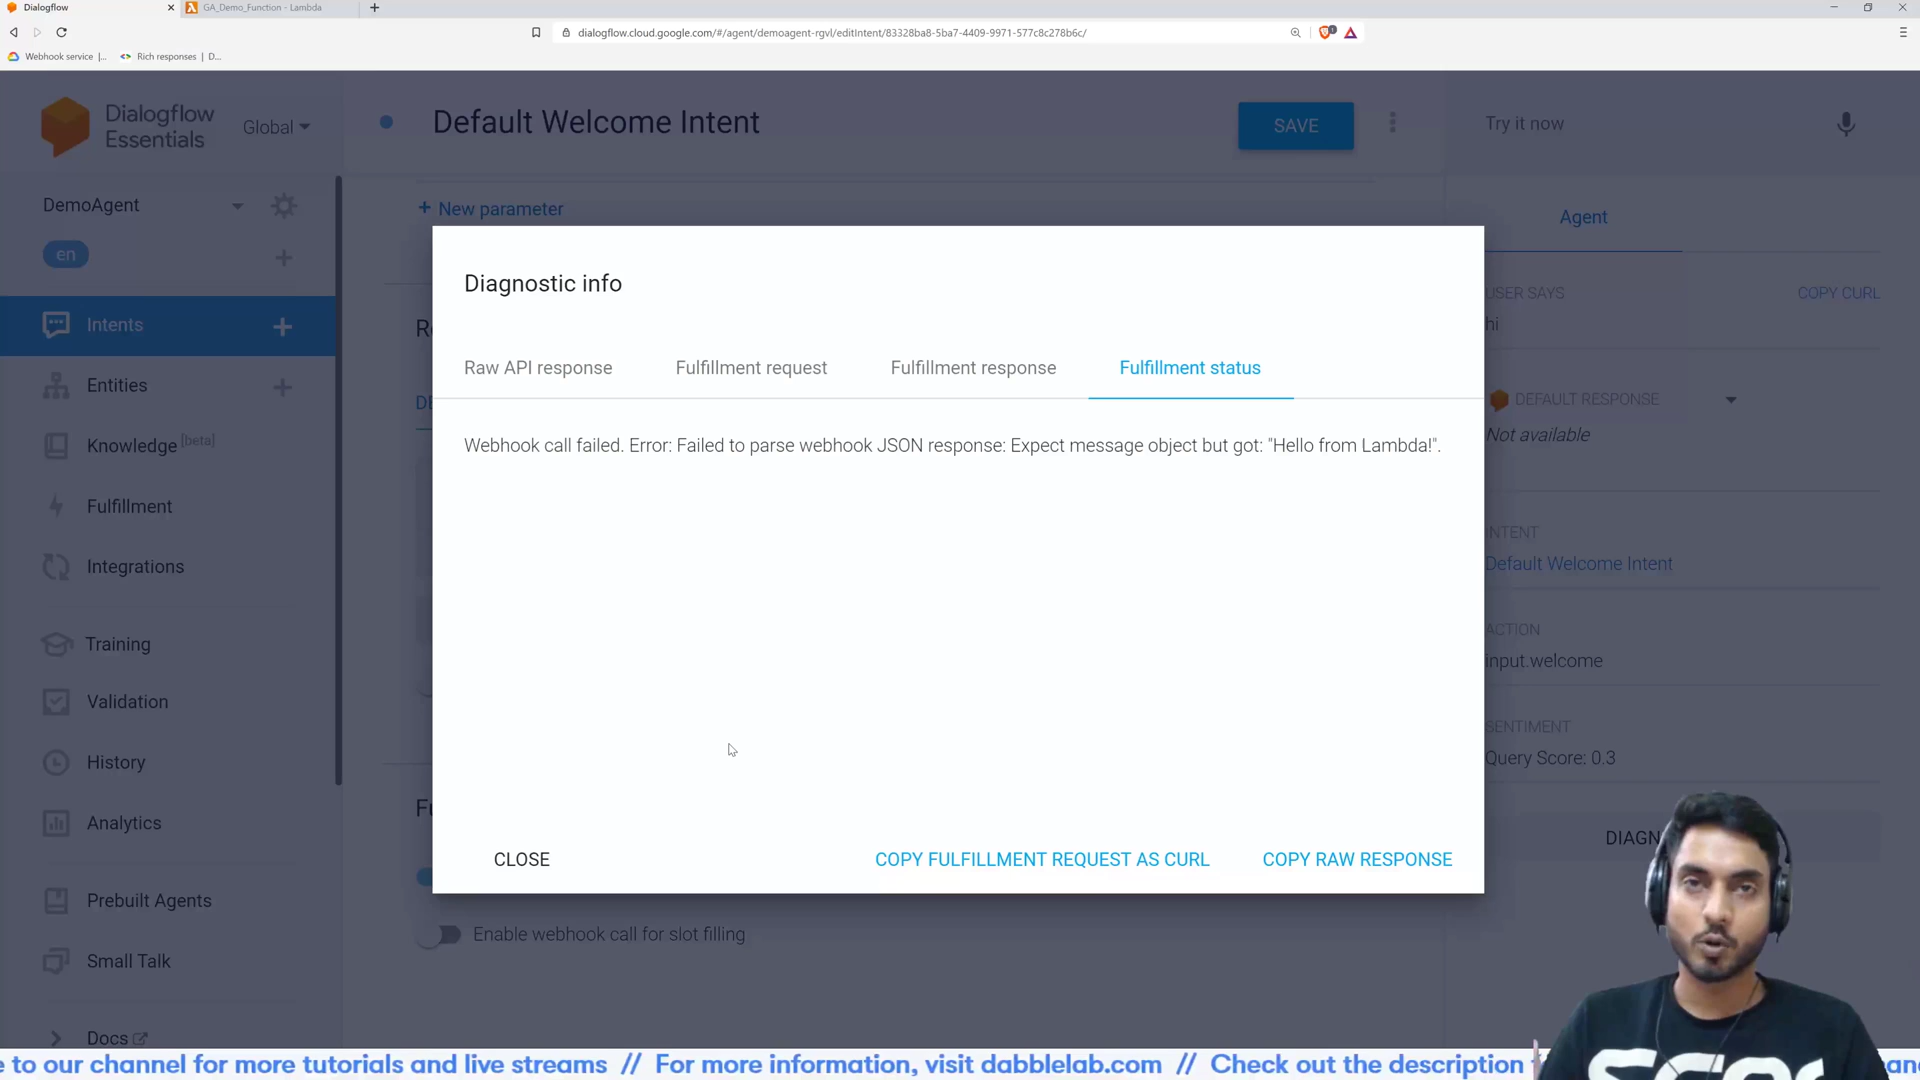 Dialogflow
GA_Demo_Function - Lambda
dialogflow.cloud.google.com/#/agent/demoagent-rgvl/editIntent/83328ba8-5ba7-4409-9971-577c8c278b6c/
Webhook service |...
Rich responses | D...
Dialogflow
Essentials
Global
Default Welcome Intent
SAVE
Try it now
DemoAgent
en
+ New parameter
Agent
Diagnostic info
USER SAYS
COPY CURL
hi
Intents
Raw API response
Fulfillment request
Fulfillment response
Fulfillment status
Entities
DEFAULT RESPONSE
Not available
Knowledge [beta]
Webhook call failed. Error: Failed to parse webhook JSON response: Expect message object but got: "Hello from Lambda!".
Fulfillment
INTENT
Default Welcome Intent
Integrations
ACTION
input.welcome
Training
Validation
SENTIMENT
Query Score: 0.3
History
Analytics
DIAGN
CLOSE
COPY FULFILLMENT REQUEST AS CURL
COPY RAW RESPONSE
Prebuilt Agents
Enable webhook call for slot filling
Small Talk
Docs
e to our channel for more tutorials and live streams // For more information, visit dabblelab.com // Check out the description